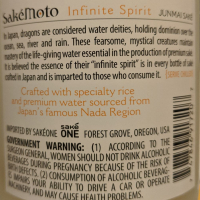 SakéMoto Infinite Spirit JUNMAI SAKÉ
In Japan, dragons are considered water deities, holding dominion over the
ocean, sea, river and rain. These fearsome, mystical creatures maintain
mastery of the life-giving water essential in the production of premium saké.
It is believed the essence of their "infinite spirit" is in every bottle of saké
crafted in Japan and is imparted to those who consume it.
Crafted with specialty rice
and premium water sourced from
Japan's famous Nada Region
IMPORTED BY SAKÉONE saké ONE FOREST GROVE, OREGON, USA
GOVERNMENT WARNING: (1) ACCORDING TO THE
SURGEON GENERAL, WOMEN SHOULD NOT DRINK ALCOHOLIC
BEVERAGES DURING PREGNANCY BECAUSE OF THE RISK OF
BIRTH DEFECTS. (2) CONSUMPTION OF ALCOHOLIC BEVERAGES
IMPAIRS YOUR ABILITY TO DRIVE A CAR OR OPERATE
MACHINERY, AND MAY CAUSE HEALTH PROBLEMS.